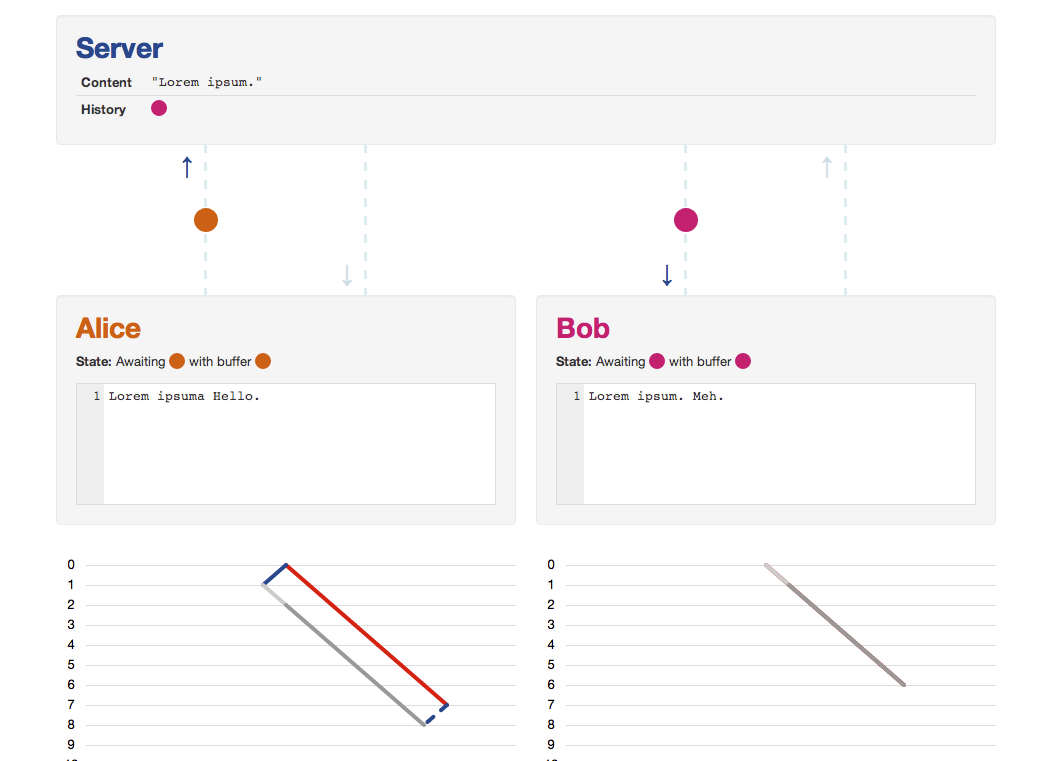 Server
Content "Lorem ipsum."
History
Alice
State: Awaiting with buffer
1 Lorem ipsuma Hello.
Bob
State: Awaiting with buffer
1 Lorem ipsum. Meh.
0
1
2
3
4
5
6
7
8
9
0
1
2
3
4
5
6
7
8
9